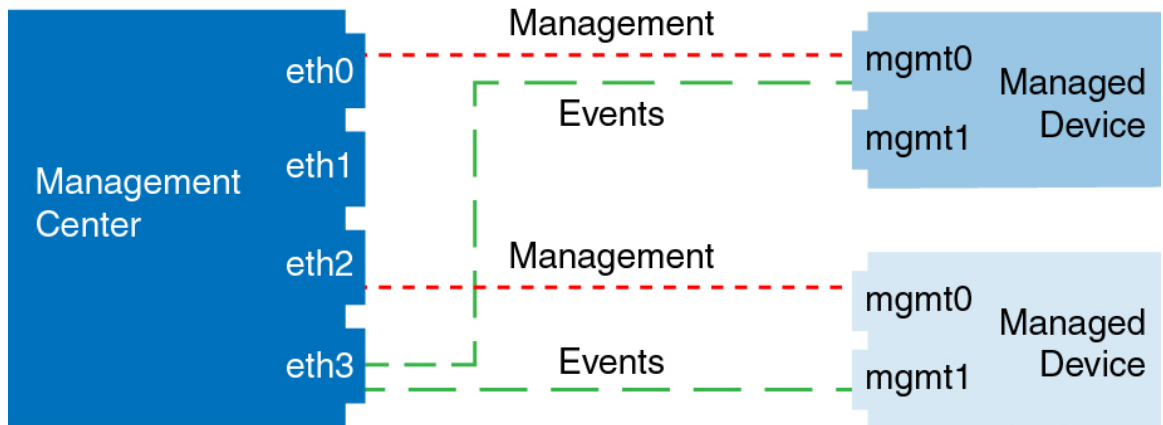 Management
Center
eth0
eth1
eth2
eth3
Management
Events
Management
Events
mgmt0
mgmt1
Managed
Device
mgmt0
mgmt1
Managed
Device